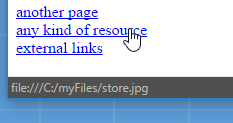 another page
any kind of resource
external links
file:///C:/myFiles/store.jpg